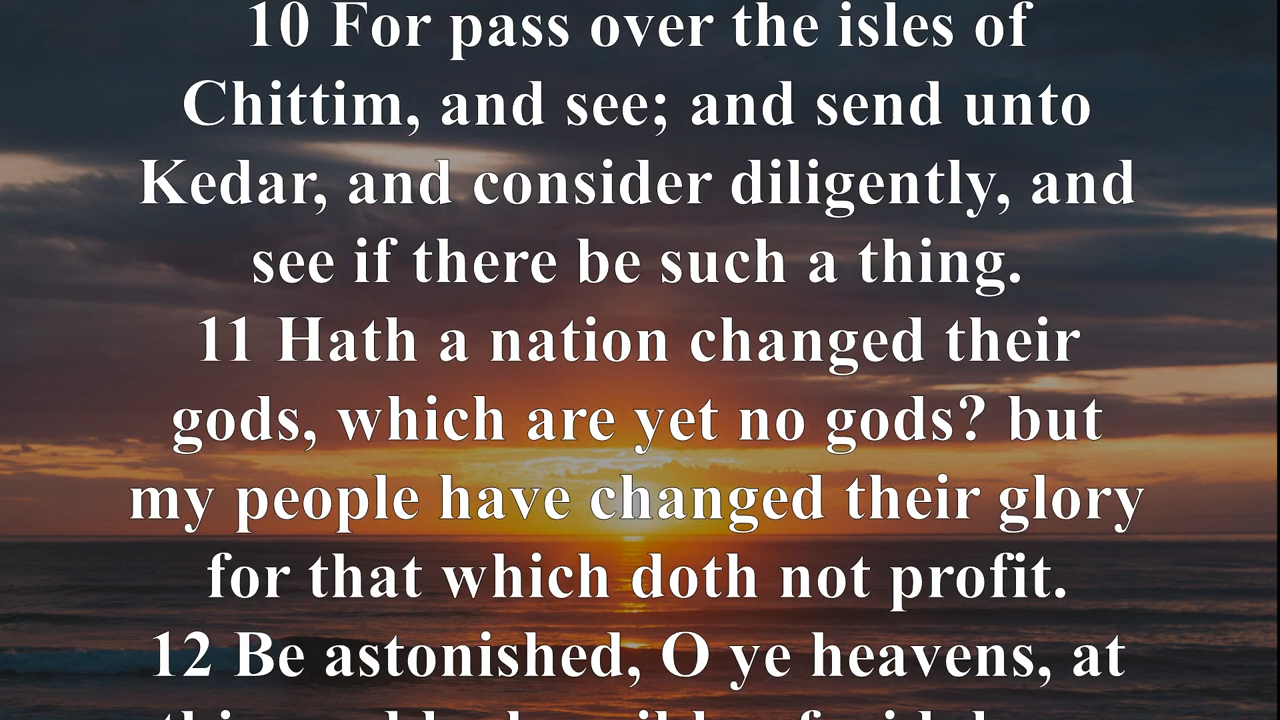 10 For pass over the isles of
Chittim, and see; and send unto
Kedar, and consider diligently, and
see if there be such a thing.
11 Hath a nation changed their
gods, which are yet no gods? but
my people have changed their glory
for that which doth not profit.
12 Be astonished, O ye heavens, at